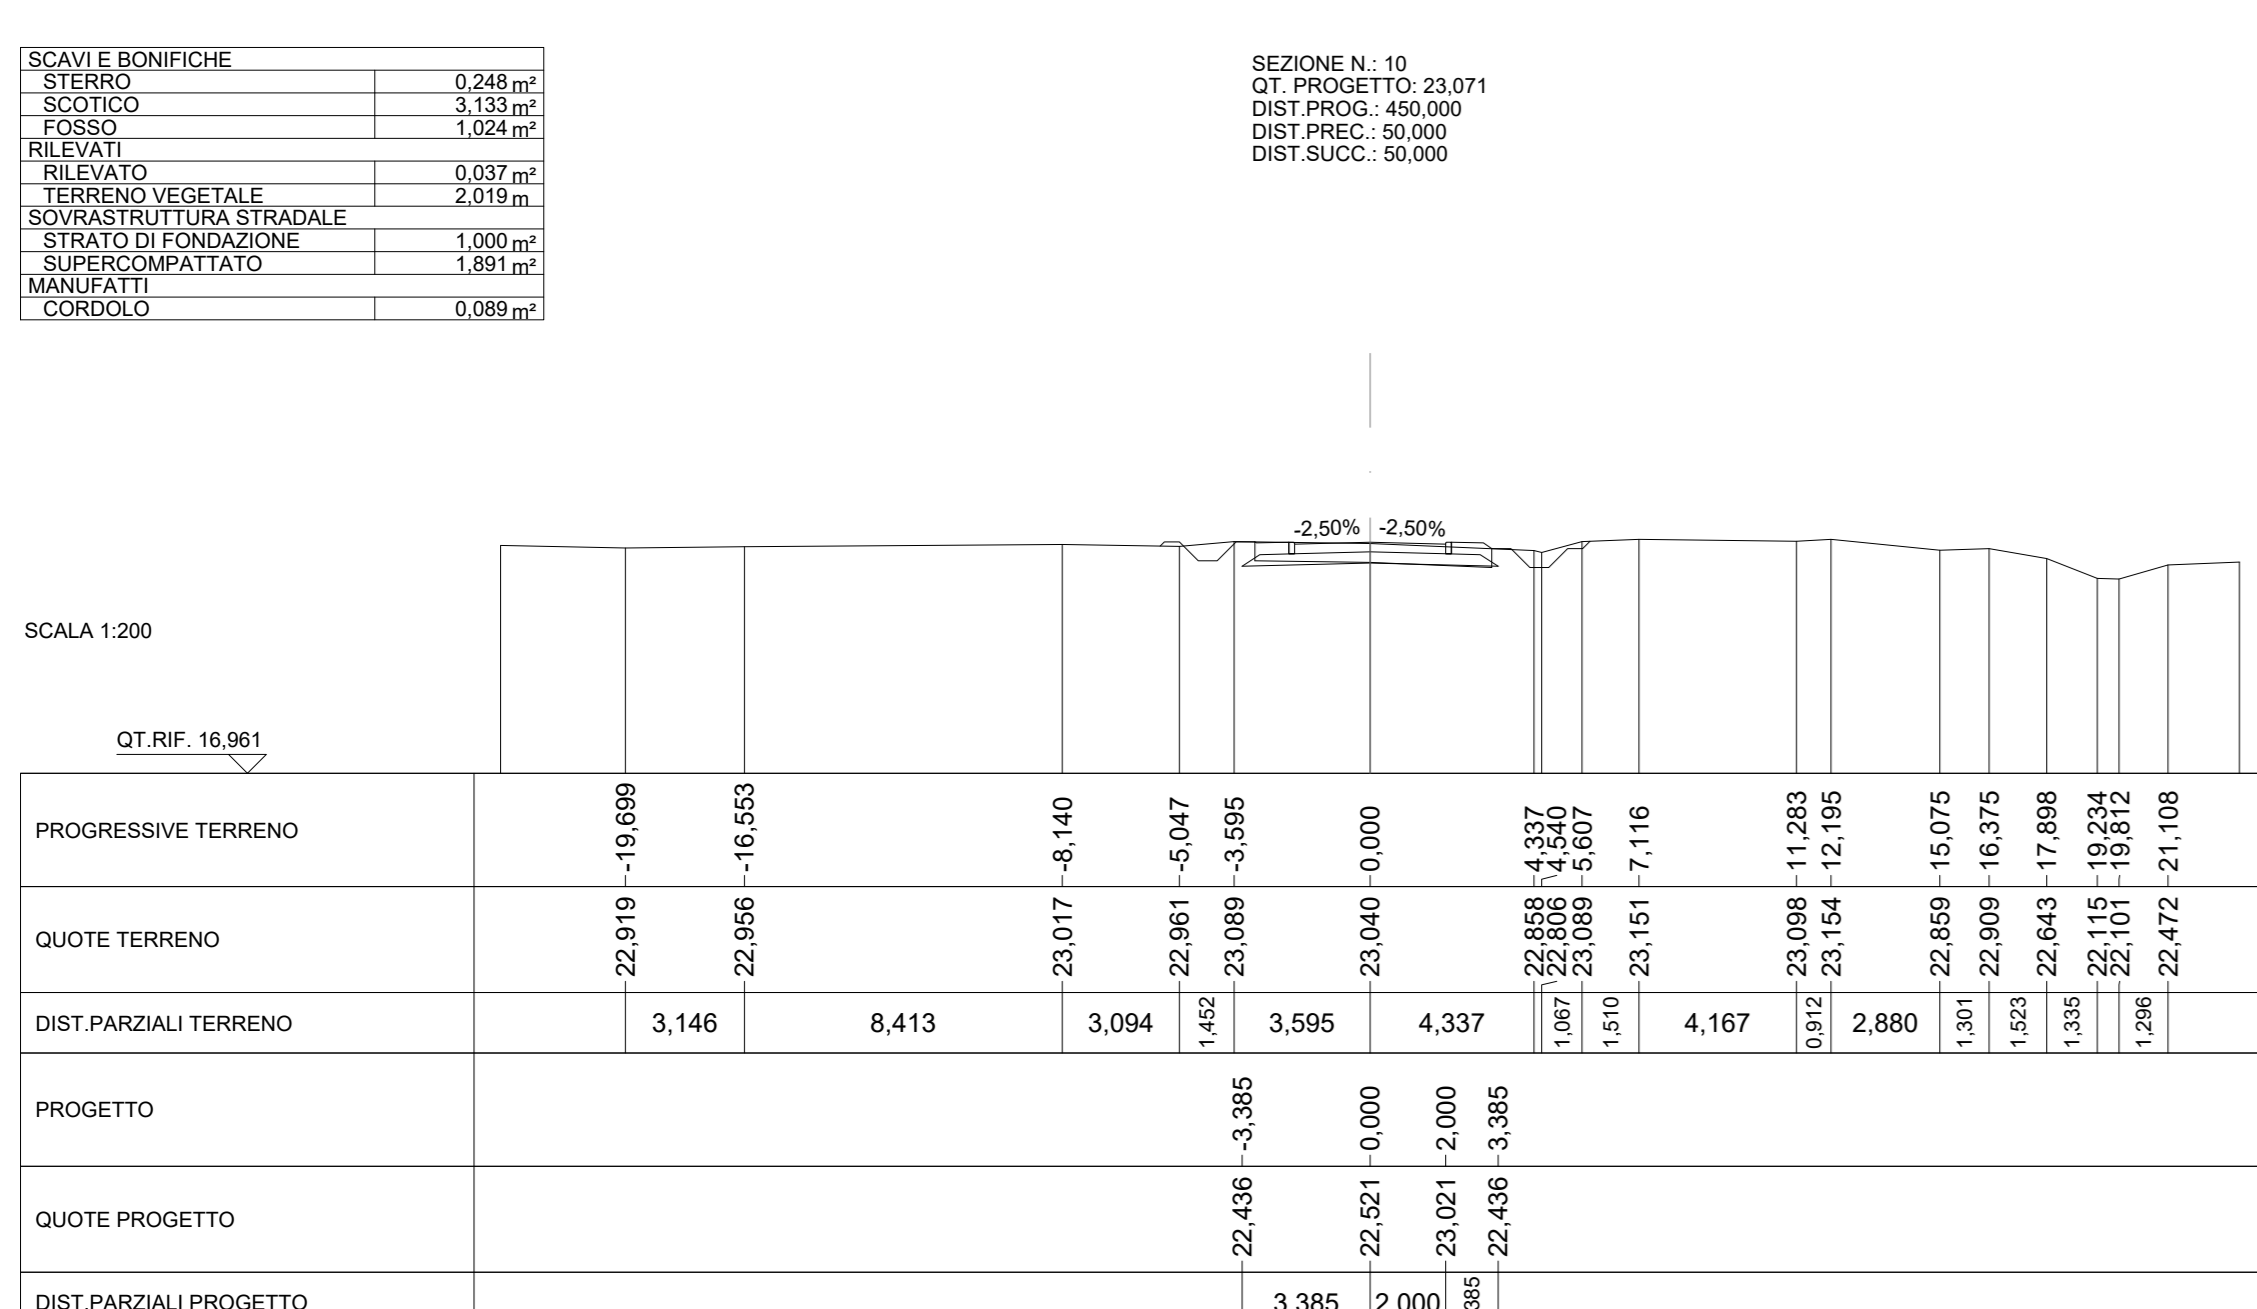 SCAVI E BONIFICHE
STERRO 0,248 m²
SCOTICO 3,133 m²
FOSSO 1,024 m²
RILEVATI
RILEVATO 0,037 m²
TERRENO VEGETALE 2,019 m
SOVRASTRUTTURA STRADALE
STRATO DI FONDAZIONE 1,000 m²
SUPERCOMPATTATO 1,891 m²
MANUFATTI
CORDOLO 0,089 m²
SEZIONE N.: 10
QT. PROGETTO: 23,071
DIST.PROG.: 450,000
DIST.PREC.: 50,000
DIST.SUCC.: 50,000
-2,50% -2,50%
SCALA 1:200
QT.RIF. 16,961
PROGRESSIVE TERRENO -19,699 -16,553 -8,140 -5,047 -3,595 0,000 4,337 4,540 5,607 7,116 11,283 12,195 15,075 16,375 17,898 19,234 19,812 21,108
QUOTE TERRENO 22,919 22,956 23,017 22,961 23,089 23,040 22,858 22,806 23,089 23,151 23,098 23,154 22,859 22,909 22,643 22,115 22,101 22,472
DIST.PARZIALI TERRENO 3,146 8,413 3,094 1,452 3,595 4,337 1,067 1,510 4,167 0,912 2,880 1,301 1,523 1,335 1,296
PROGETTO -3,385 0,000 2,000 3,385
QUOTE PROGETTO 22,436 22,521 23,021 22,436
DIST.PARZIALI PROGETTO 3,385 2,000 385